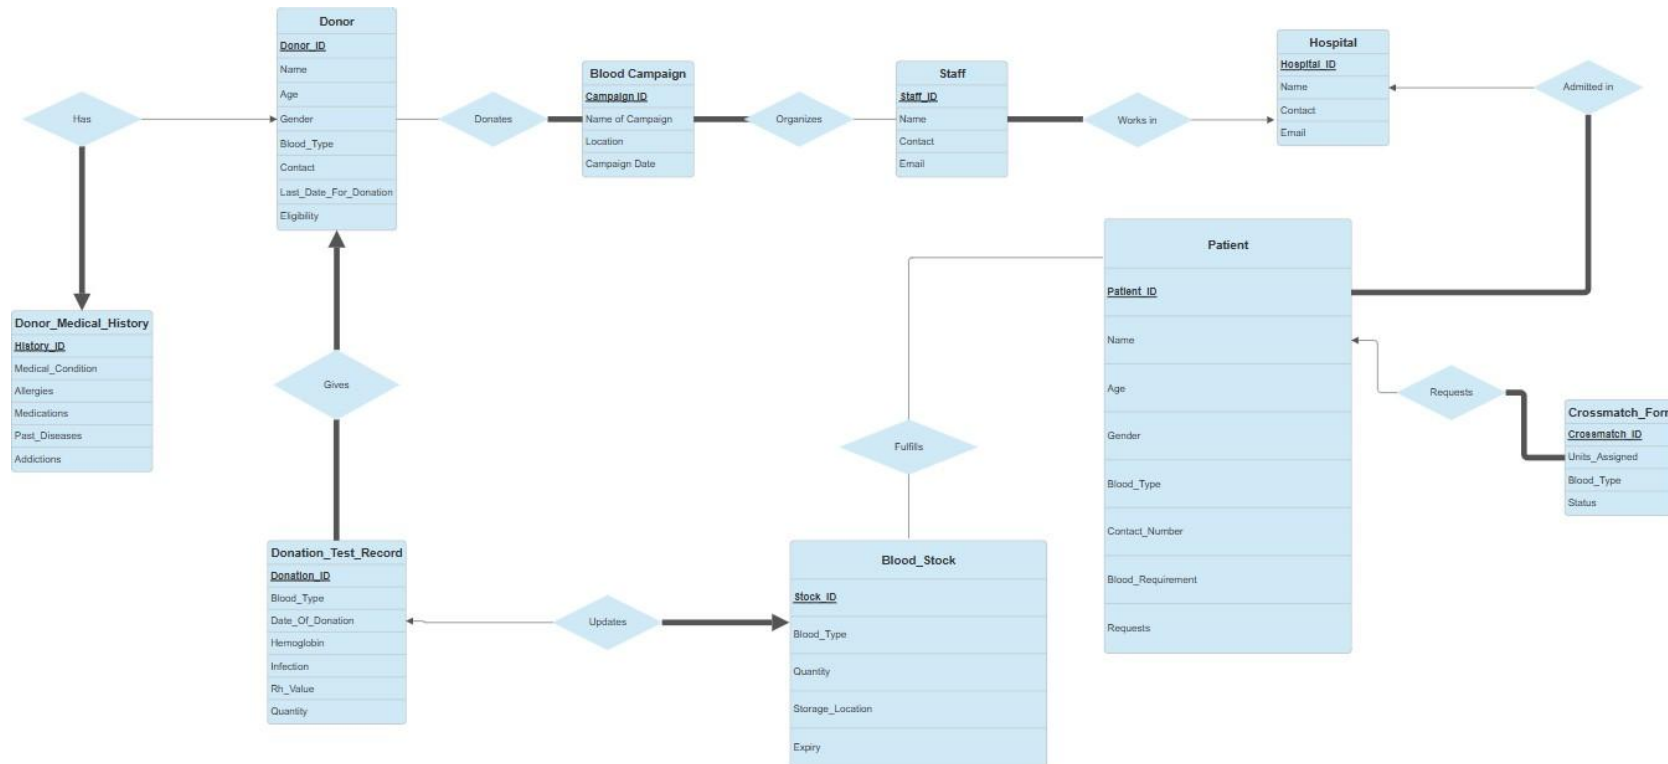 Donor
Donor_ID
Name
Age
Gender
Blood_Type
Contact
Last_Date_For_Donation
Eligibility
Has
Donates
Blood Campaign
Campaign ID
Name of Campaign
Location
Campaign Date
Organizes
Staff
Staff_ID
Name
Contact
Email
Works in
Hospital
Hospital_ID
Name
Contact
Email
Admitted in
Donor_Medical_History
History_ID
Medical_Condition
Allergies
Medications
Past_Diseases
Addictions
Gives
Fulfills
Patient
Patient_ID
Name
Age
Gender
Blood_Type
Contact_Number
Blood_Requirement
Requests
Requests
Crossmatch_Form
Crossmatch_ID
Units_Assigned
Blood_Type
Status
Donation_Test_Record
Donation_ID
Blood_Type
Date_Of_Donation
Hemoglobin
Infection
Rh_Value
Quantity
Updates
Blood_Stock
Stock_ID
Blood_Type
Quantity
Storage_Location
Expiry